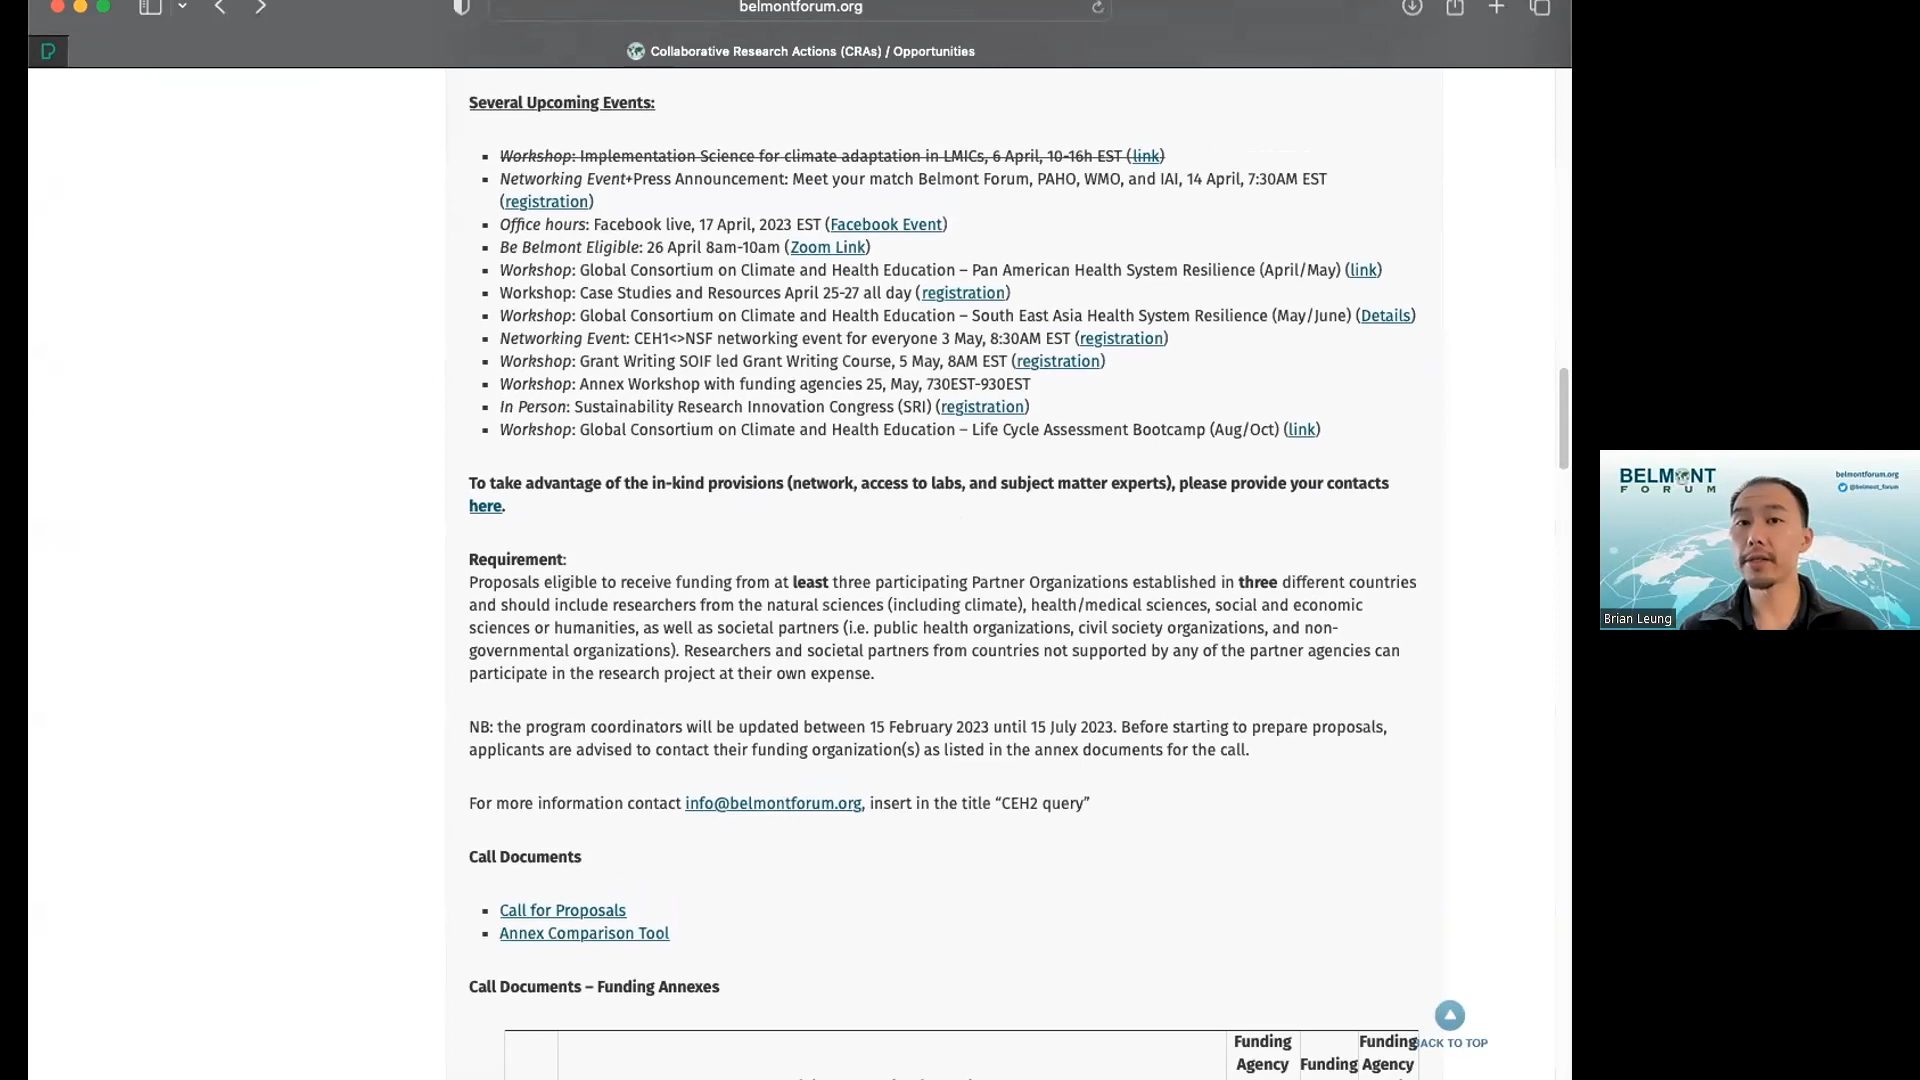 belmontforum.org
Collaborative Research Actions (CRAs) / Opportunities
Several Upcoming Events:
Workshop: Implementation Science for climate adaptation in LMICs, 6 April, 10-16h EST (link)
Networking Event+Press Announcement: Meet your match Belmont Forum, PAHO, WMO, and IAI, 14 April, 7:30AM EST
(registration)
Office hours: Facebook live, 17 April, 2023 EST (Facebook Event)
Be Belmont Eligible: 26 April 8am-10am (Zoom Link)
Workshop: Global Consortium on Climate and Health Education – Pan American Health System Resilience (April/May) (link)
Workshop: Case Studies and Resources April 25-27 all day (registration)
Workshop: Global Consortium on Climate and Health Education – South East Asia Health System Resilience (May/June) (Details)
Networking Event: CEH1<>NSF networking event for everyone 3 May, 8:30AM EST (registration)
Workshop: Grant Writing SOIF led Grant Writing Course, 5 May, 8AM EST (registration)
Workshop: Annex Workshop with funding agencies 25, May, 730EST-930EST
In Person: Sustainability Research Innovation Congress (SRI) (registration)
Workshop: Global Consortium on Climate and Health Education – Life Cycle Assessment Bootcamp (Aug/Oct) (link)
To take advantage of the in-kind provisions (network, access to labs, and subject matter experts), please provide your contacts
here.
Requirement:
Proposals eligible to receive funding from at least three participating Partner Organizations established in three different countries
and should include researchers from the natural sciences (including climate), health/medical sciences, social and economic
sciences or humanities, as well as societal partners (i.e. public health organizations, civil society organizations, and non-
governmental organizations). Researchers and societal partners from countries not supported by any of the partner agencies can
participate in the research project at their own expense.
NB: the program coordinators will be updated between 15 February 2023 until 15 July 2023. Before starting to prepare proposals,
applicants are advised to contact their funding organization(s) as listed in the annex documents for the call.
For more information contact info@belmontforum.org, insert in the title “CEH2 query”
Call Documents
Call for Proposals
Annex Comparison Tool
Call Documents – Funding Annexes
Funding Funding
Agency Funding Agency
BACK TO TOP
BELMONT
FORUM
belmontforum.org
@belmont_forum
Brian Leung